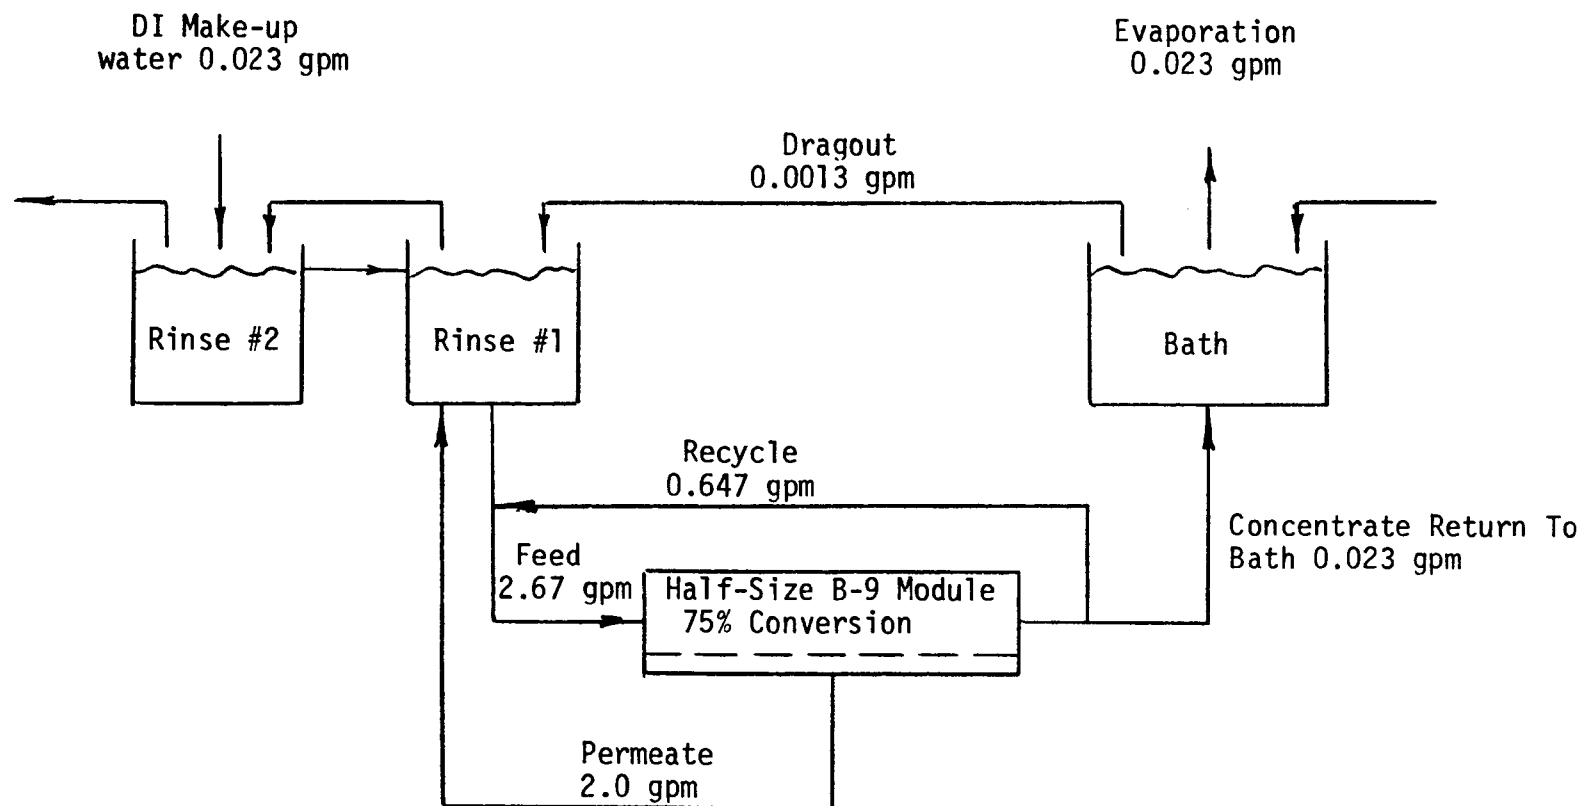 DI Make-up
water 0.023 gpm
Evaporation
0.023 gpm
Dragout
0.0013 gpm
Rinse #2
Rinse #1
Bath
Recycle
0.647 gpm
Concentrate Return To
Bath 0.023 gpm
Feed
2.67 gpm
Half-Size B-9 Module
75% Conversion
Permeate
2.0 gpm